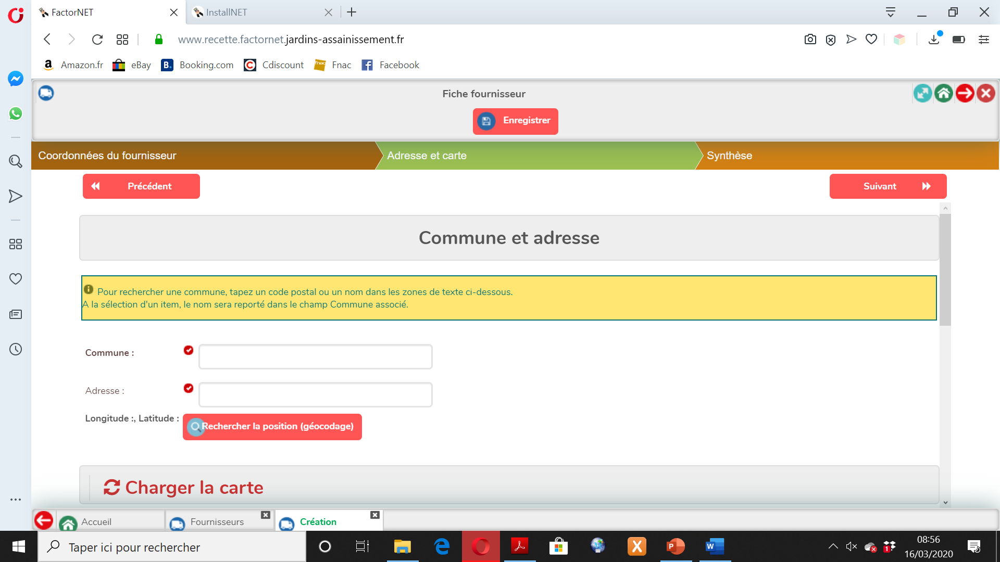 FactorNET
InstallNET
www.recette.factornet.jardins-assainissement.fr
Amazon.fr
eBay
Booking.com
Cdiscount
Fnac
Facebook
Fiche fournisseur
Enregistrer
Coordonnées du fournisseur
Adresse et carte
Synthèse
Précédent
Suivant
Commune et adresse
Pour rechercher une commune, tapez un code postal ou un nom dans les zones de texte ci-dessous.
A la sélection d'un item, le nom sera reporté dans le champ Commune associé.
Commune :
Adresse :
Longitude :, Latitude :
Rechercher la position (géocodage)
Charger la carte
Accueil
Fournisseurs
Création
Taper ici pour rechercher
08:56
16/03/2020